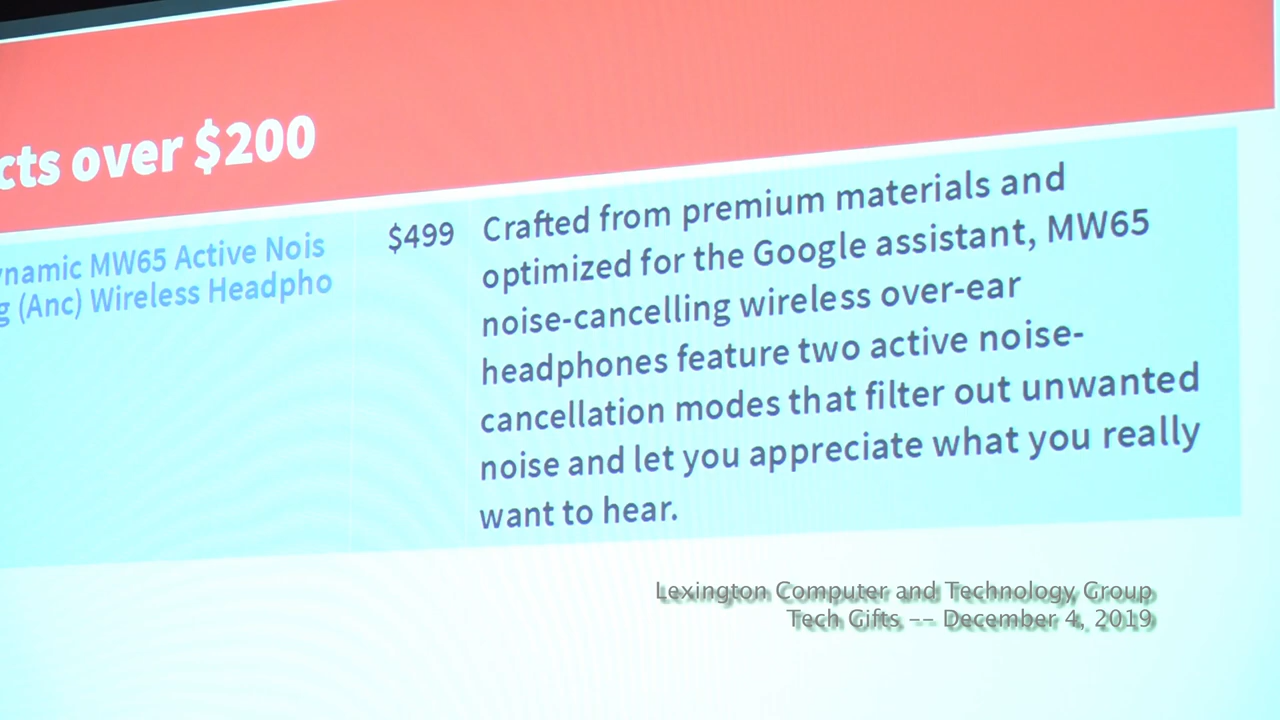 cts over $200
ynamic MW65 Active Nois
g (Anc) Wireless Headpho
$499
Crafted from premium materials and
optimized for the Google assistant, MW65
noise-cancelling wireless over-ear
headphones feature two active noise-
cancellation modes that filter out unwanted
noise and let you appreciate what you really
want to hear.
Lexington Computer and Technology Group
Tech Gifts -- December 4, 2019